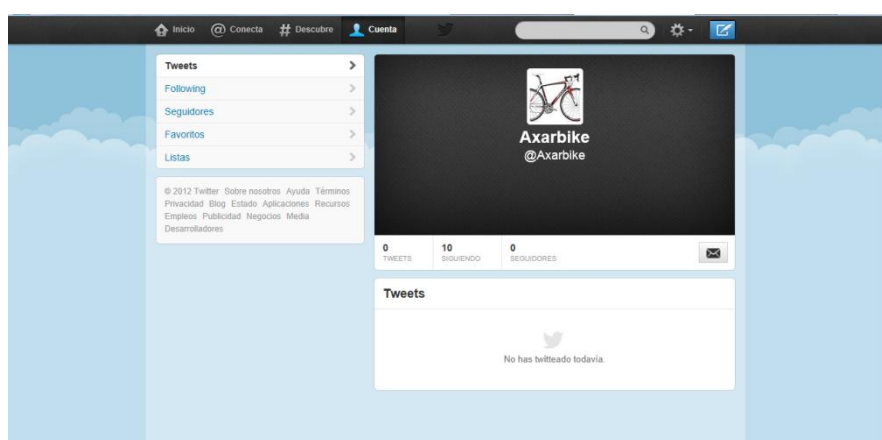 Inicio @ Conecta # Descubre Cuenta
Tweets
Following
Seguidores
Favoritos
Listas
© 2012 Twitter Sobre nosotros Ayuda Términos
Privacidad Blog Estado Aplicaciones Recursos
Empleos Publicidad Negocios Media
Desarrolladores
Axarbike
@Axarbike
0 10 0
TWEETS SIGUIENDO SEGUIDORES
Tweets
No has twitteado todavía.